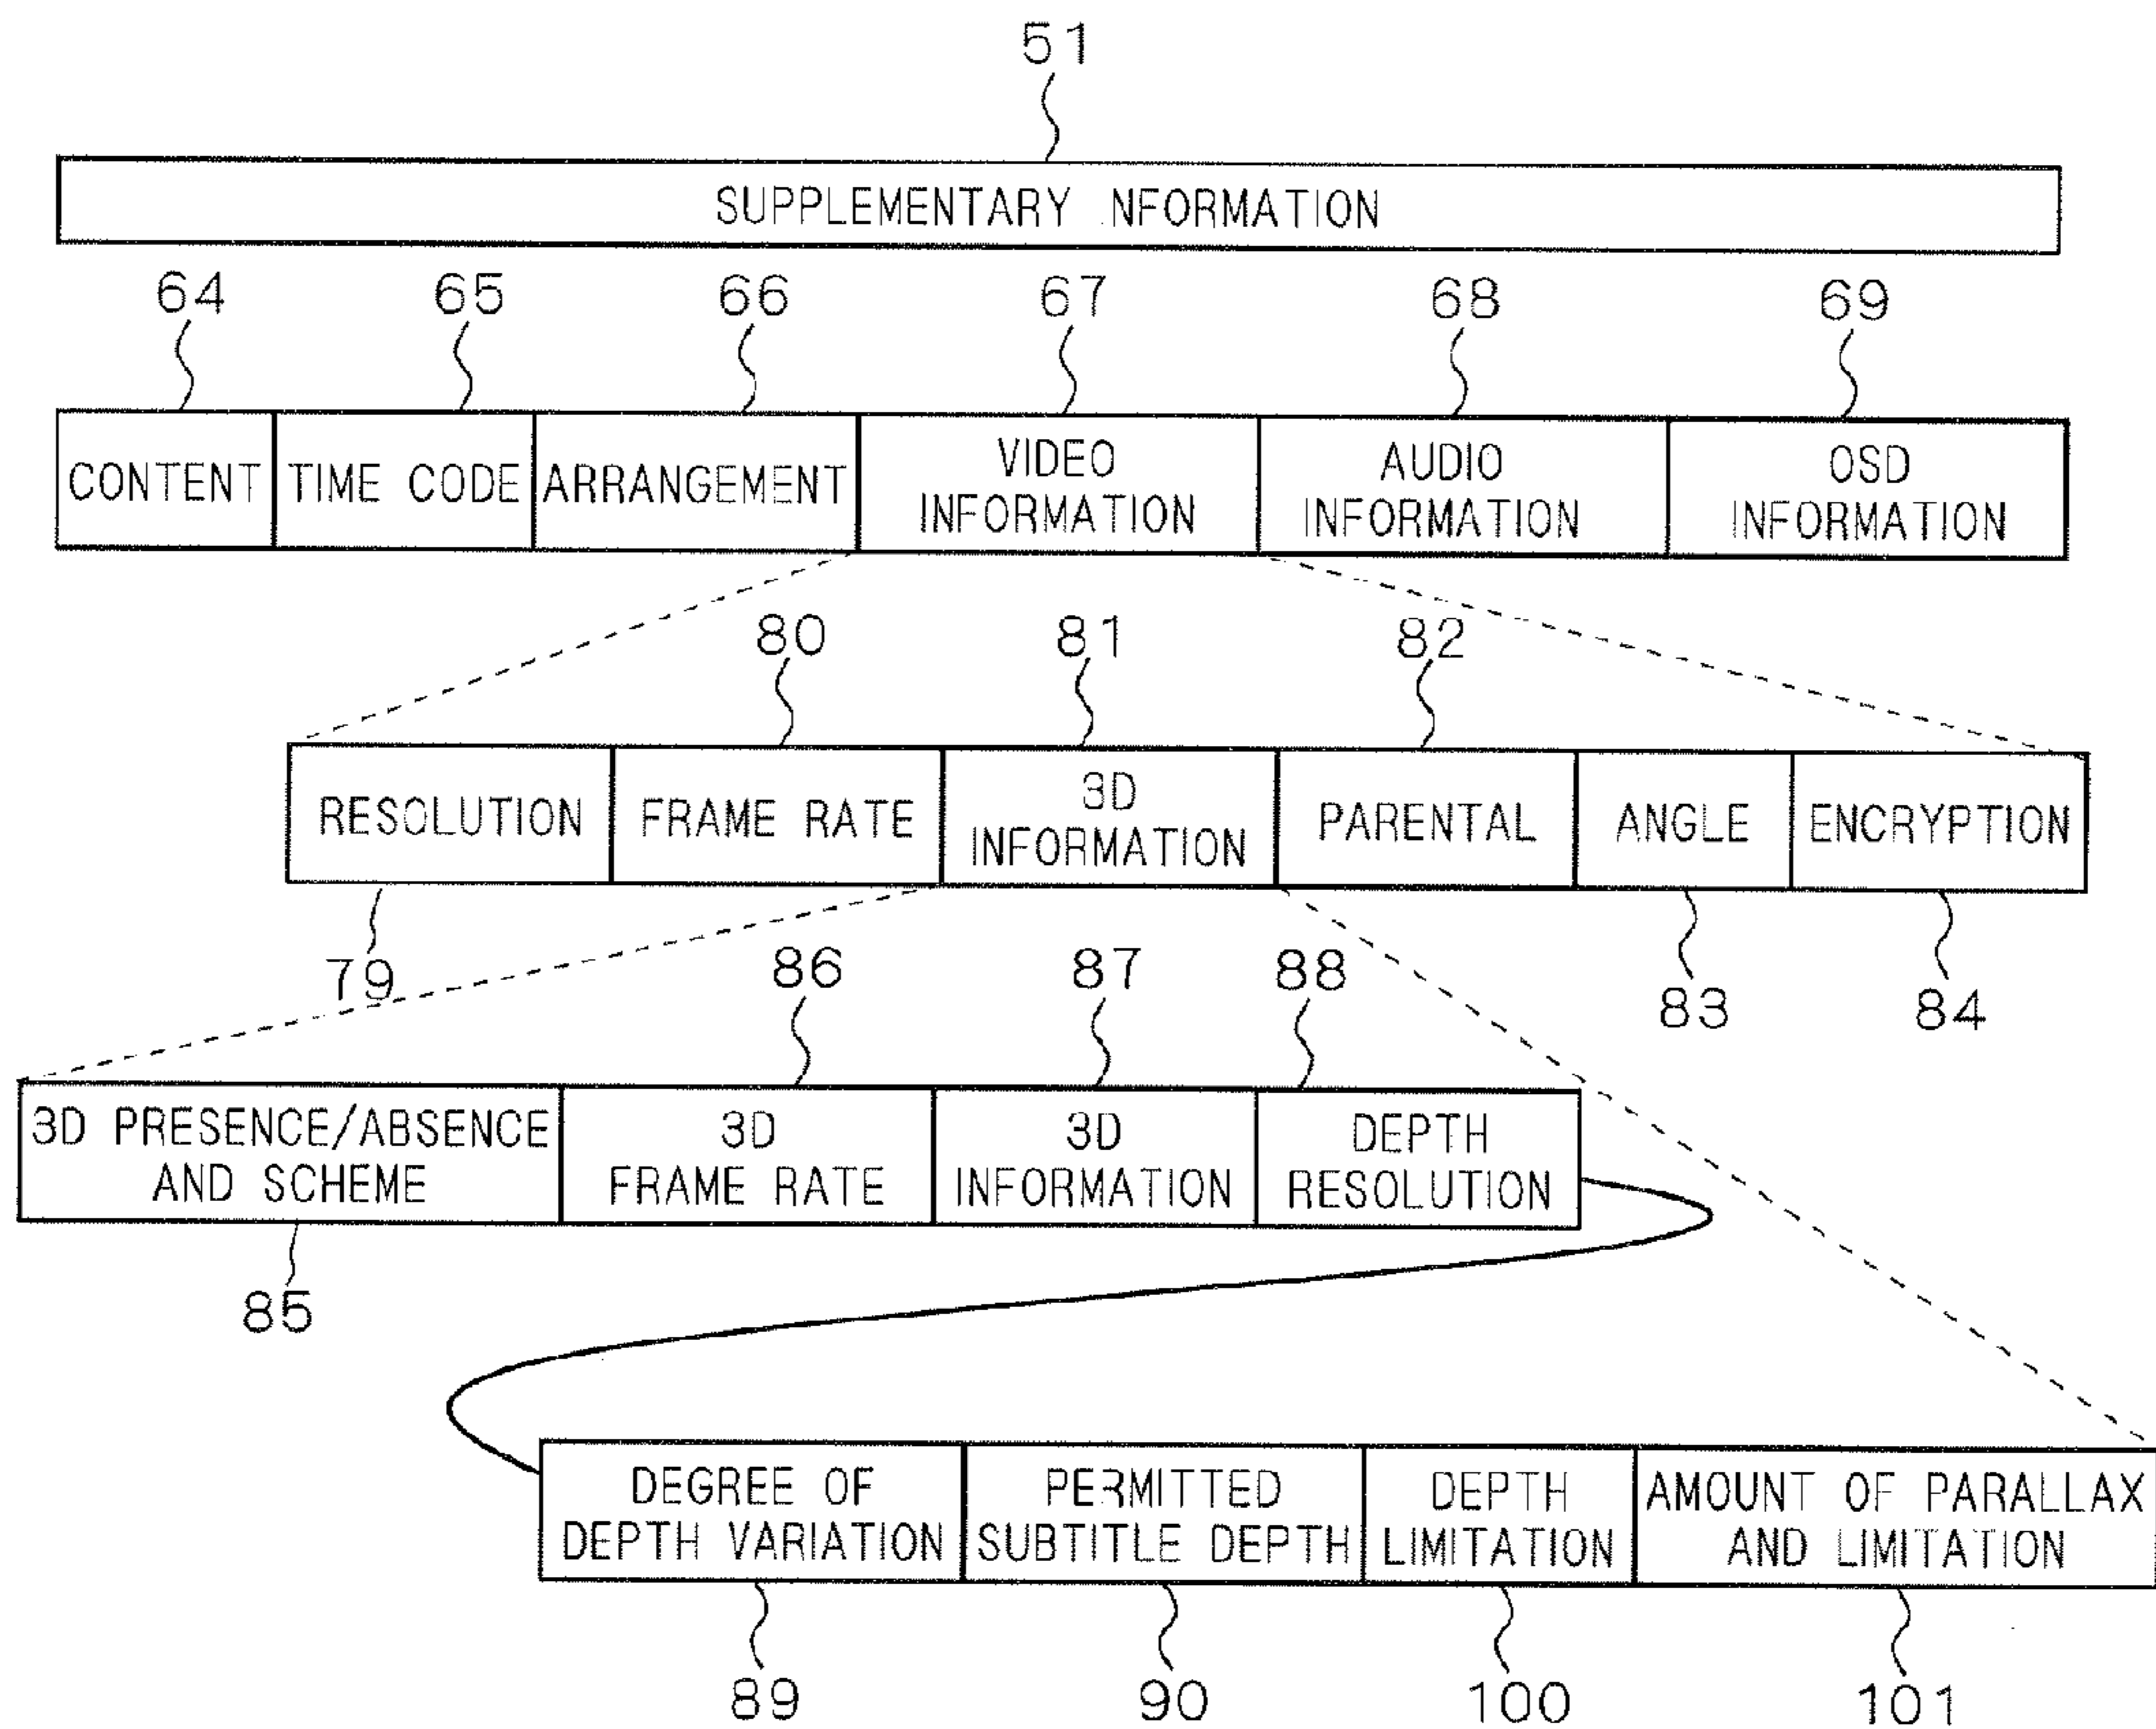 51
SUPPLEMENTARY INFORMATION
64 65 66 67 68 69
CONTENT TIME CODE ARRANGEMENT VIDEO INFORMATION AUDIO INFORMATION OSD INFORMATION
80 81 82
RESOLUTION FRAME RATE 3D INFORMATION PARENTAL ANGLE ENCRYPTION
79 83 84
86 87 88
3D PRESENCE/ABSENCE AND SCHEME 3D FRAME RATE 3D INFORMATION DEPTH RESOLUTION
85
DEGREE OF DEPTH VARIATION PERMITTED SUBTITLE DEPTH DEPTH LIMITATION AMOUNT OF PARALLAX AND LIMITATION
89 90 100 101